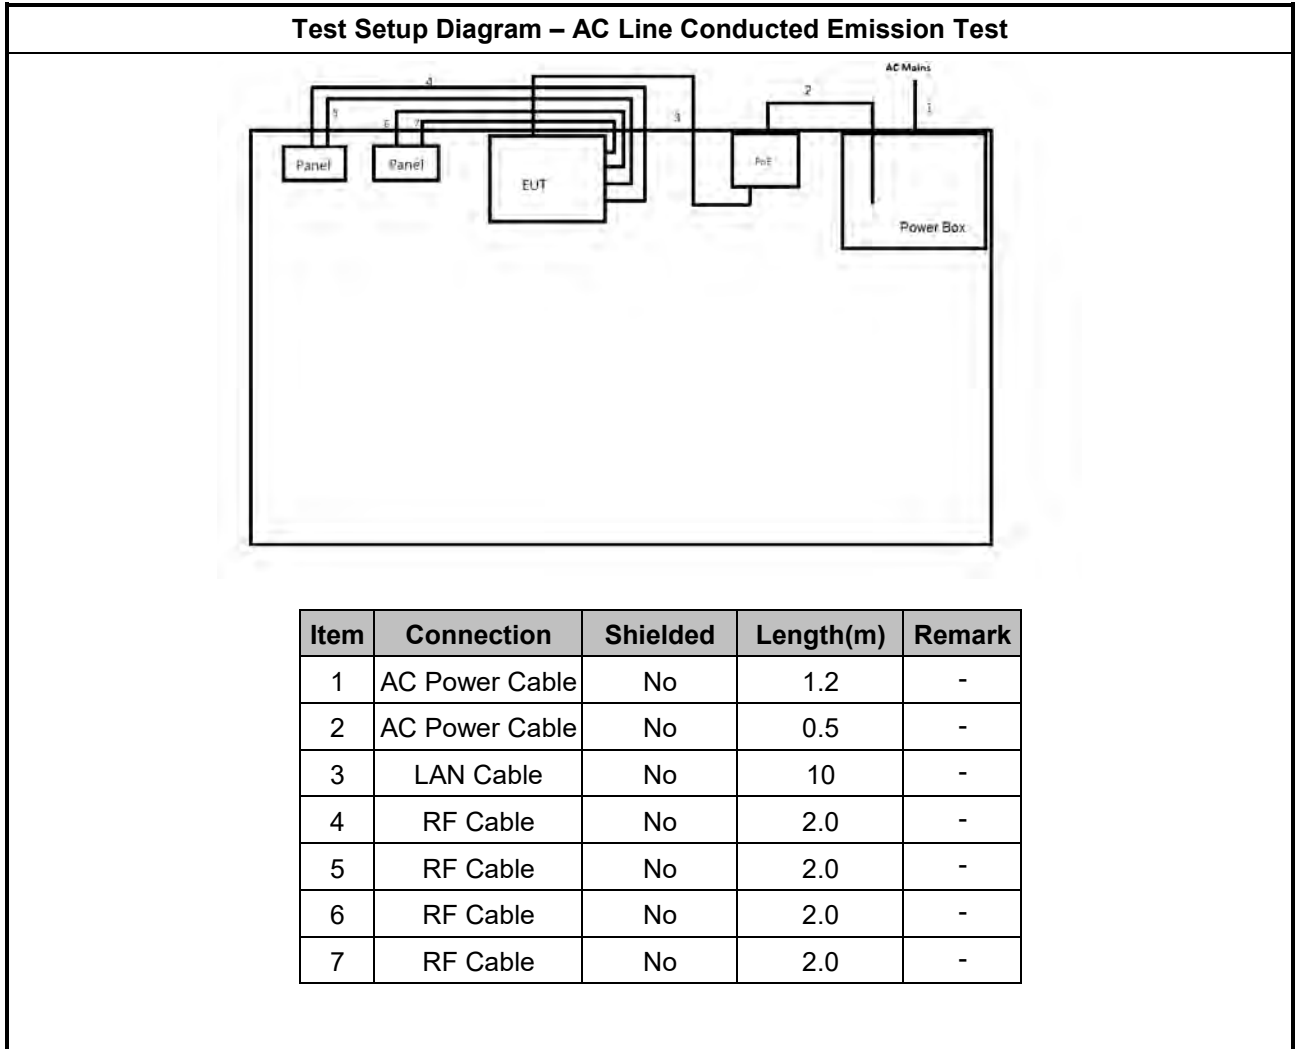 Test Setup Diagram – AC Line Conducted Emission Test
AC Mains
4
2
1
5
3
6
7
Panel
Panel
PoE
EUT
Power Box
Item Connection Shielded Length(m) Remark
1 AC Power Cable No 1.2 -
2 AC Power Cable No 0.5 -
3 LAN Cable No 10 -
4 RF Cable No 2.0 -
5 RF Cable No 2.0 -
6 RF Cable No 2.0 -
7 RF Cable No 2.0 -